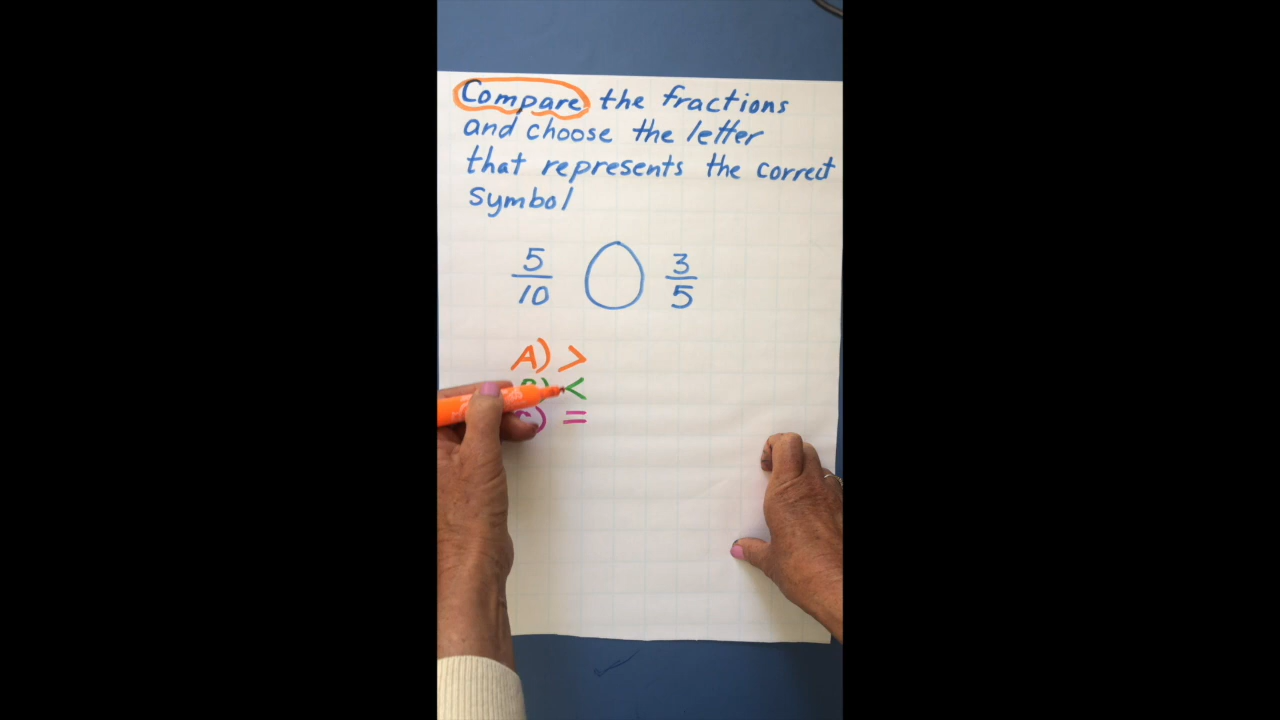 Compare the fractions
and choose the letter
that represents the correct
Symbol
5/10 3/5
A) >
<
=